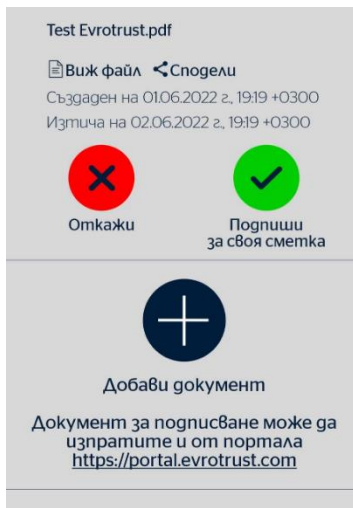 Test Evrotrust.pdf
Виж файл Сподели
Създаден на 01.06.2022 г., 19:19 +0300
Изтича на 02.06.2022 г., 19:19 +0300
Откажи Подпиши
за своя сметка
Добави документ
Документ за подписване може да
изпратите и от портала
https://portal.evrotrust.com